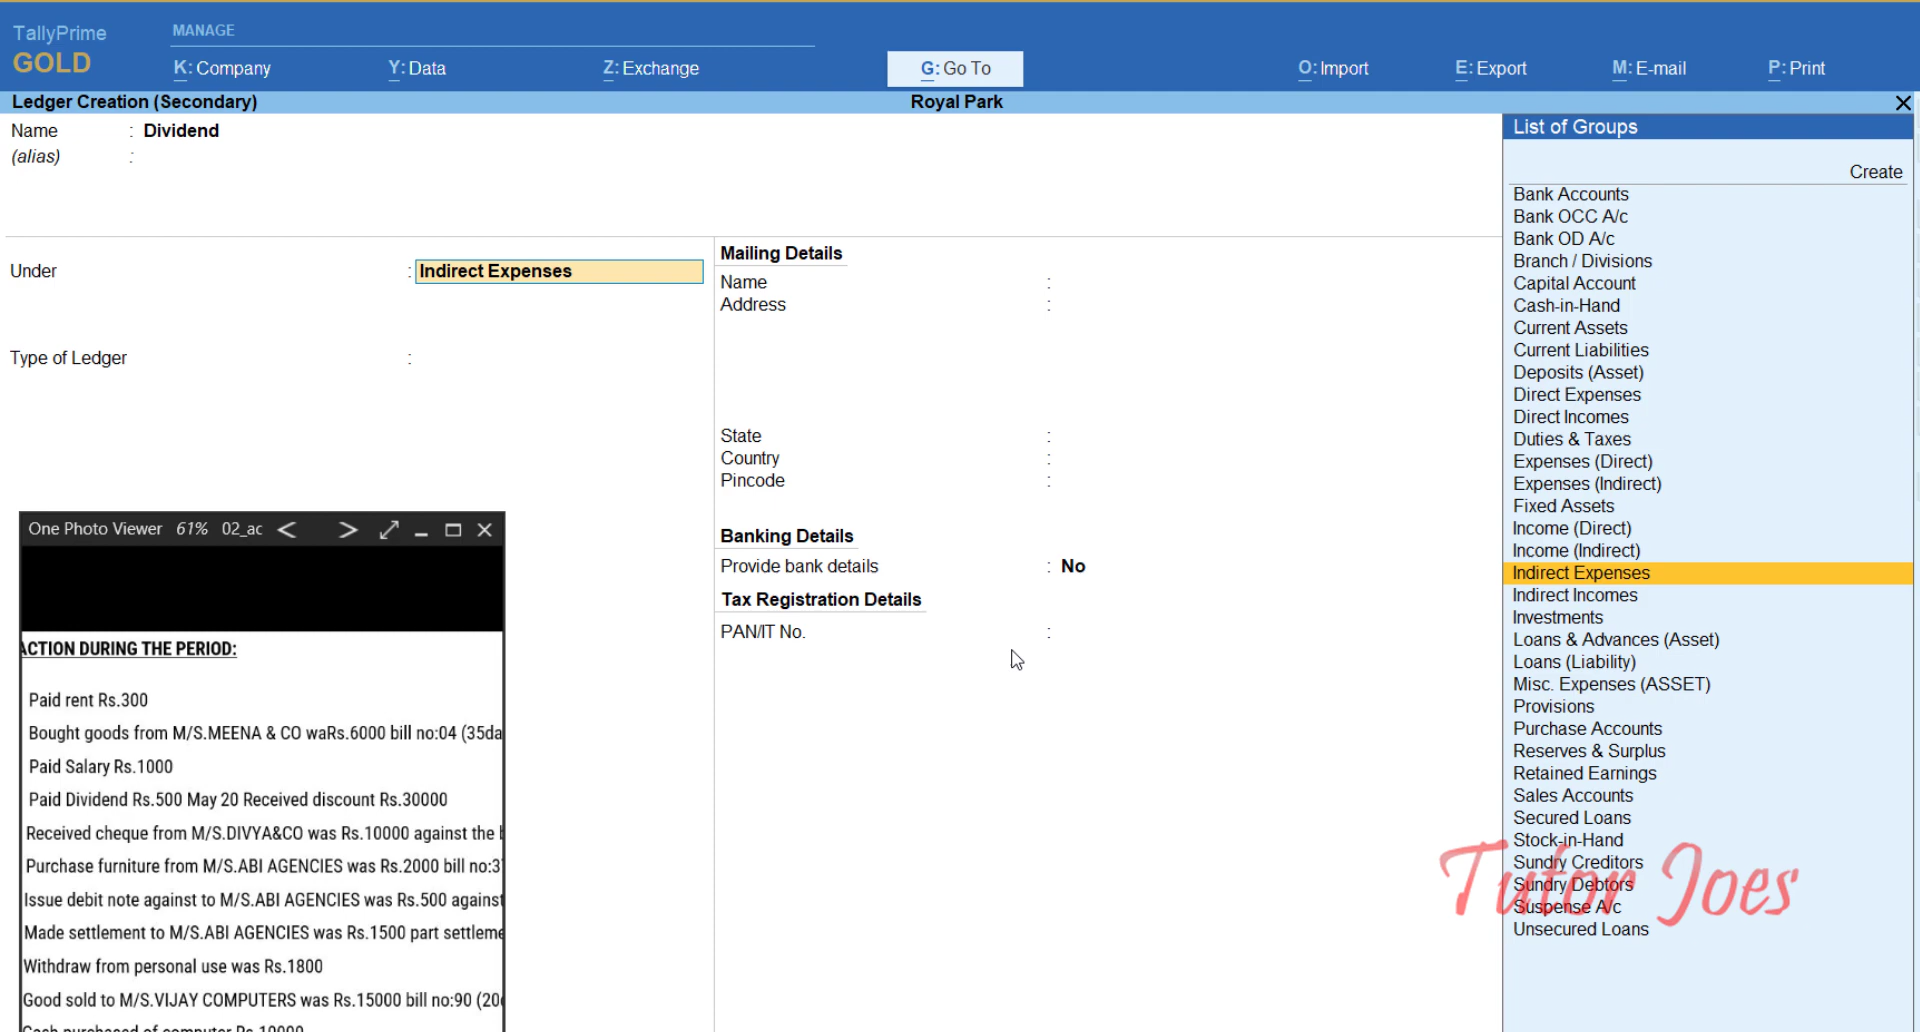 TallyPrime
GOLD
MANAGE
K: Company
Y: Data
Z: Exchange
G: Go To
O: Import
E: Export
M: E-mail
P: Print
Ledger Creation (Secondary)
Royal Park
Name : Dividend
(alias) :
Under : Indirect Expenses
Type of Ledger :
Mailing Details
Name :
Address :
State :
Country :
Pincode :
Banking Details
Provide bank details : No
Tax Registration Details
PAN/IT No. :
One Photo Viewer 61% 02_ac
ACTION DURING THE PERIOD:
Paid rent Rs.300
Bought goods from M/S.MEENA & CO waRs.6000 bill no:04 (35da
Paid Salary Rs.1000
Paid Dividend Rs.500 May 20 Received discount Rs.30000
Received cheque from M/S.DIVYA&CO was Rs.10000 against the
Purchase furniture from M/S.ABI AGENCIES was Rs.2000 bill no:3
Issue debit note against to M/S.ABI AGENCIES was Rs.500 against
Made settlement to M/S.ABI AGENCIES was Rs.1500 part settleme
Withdraw from personal use was Rs.1800
Good sold to M/S.VIJAY COMPUTERS was Rs.15000 bill no:90 (20
Cash purchased of computer Rs.10000
List of Groups
Create
Bank Accounts
Bank OCC A/c
Bank OD A/c
Branch / Divisions
Capital Account
Cash-in-Hand
Current Assets
Current Liabilities
Deposits (Asset)
Direct Expenses
Direct Incomes
Duties & Taxes
Expenses (Direct)
Expenses (Indirect)
Fixed Assets
Income (Direct)
Income (Indirect)
Indirect Expenses
Indirect Incomes
Investments
Loans & Advances (Asset)
Loans (Liability)
Misc. Expenses (ASSET)
Provisions
Purchase Accounts
Reserves & Surplus
Retained Earnings
Sales Accounts
Secured Loans
Stock-in-Hand
Sundry Creditors
Sundry Debtors
Suspense A/c
Unsecured Loans
Tutor Joes